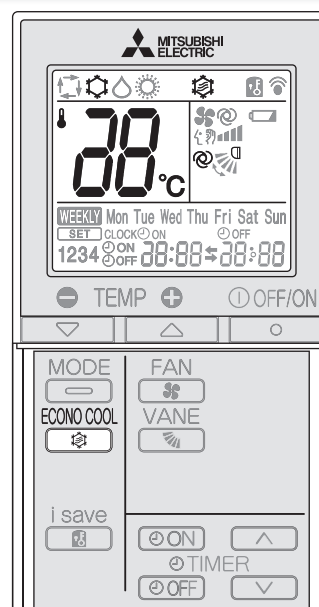 MITSUBISHI
ELECTRIC
88 °C
WEEKLY Mon Tue Wed Thu Fri Sat Sun
SET CLOCK ON OFF
1234 ON OFF 88:88 88:88
TEMP OFF/ON
MODE FAN
ECONO COOL VANE
i save
ON
TIMER
OFF